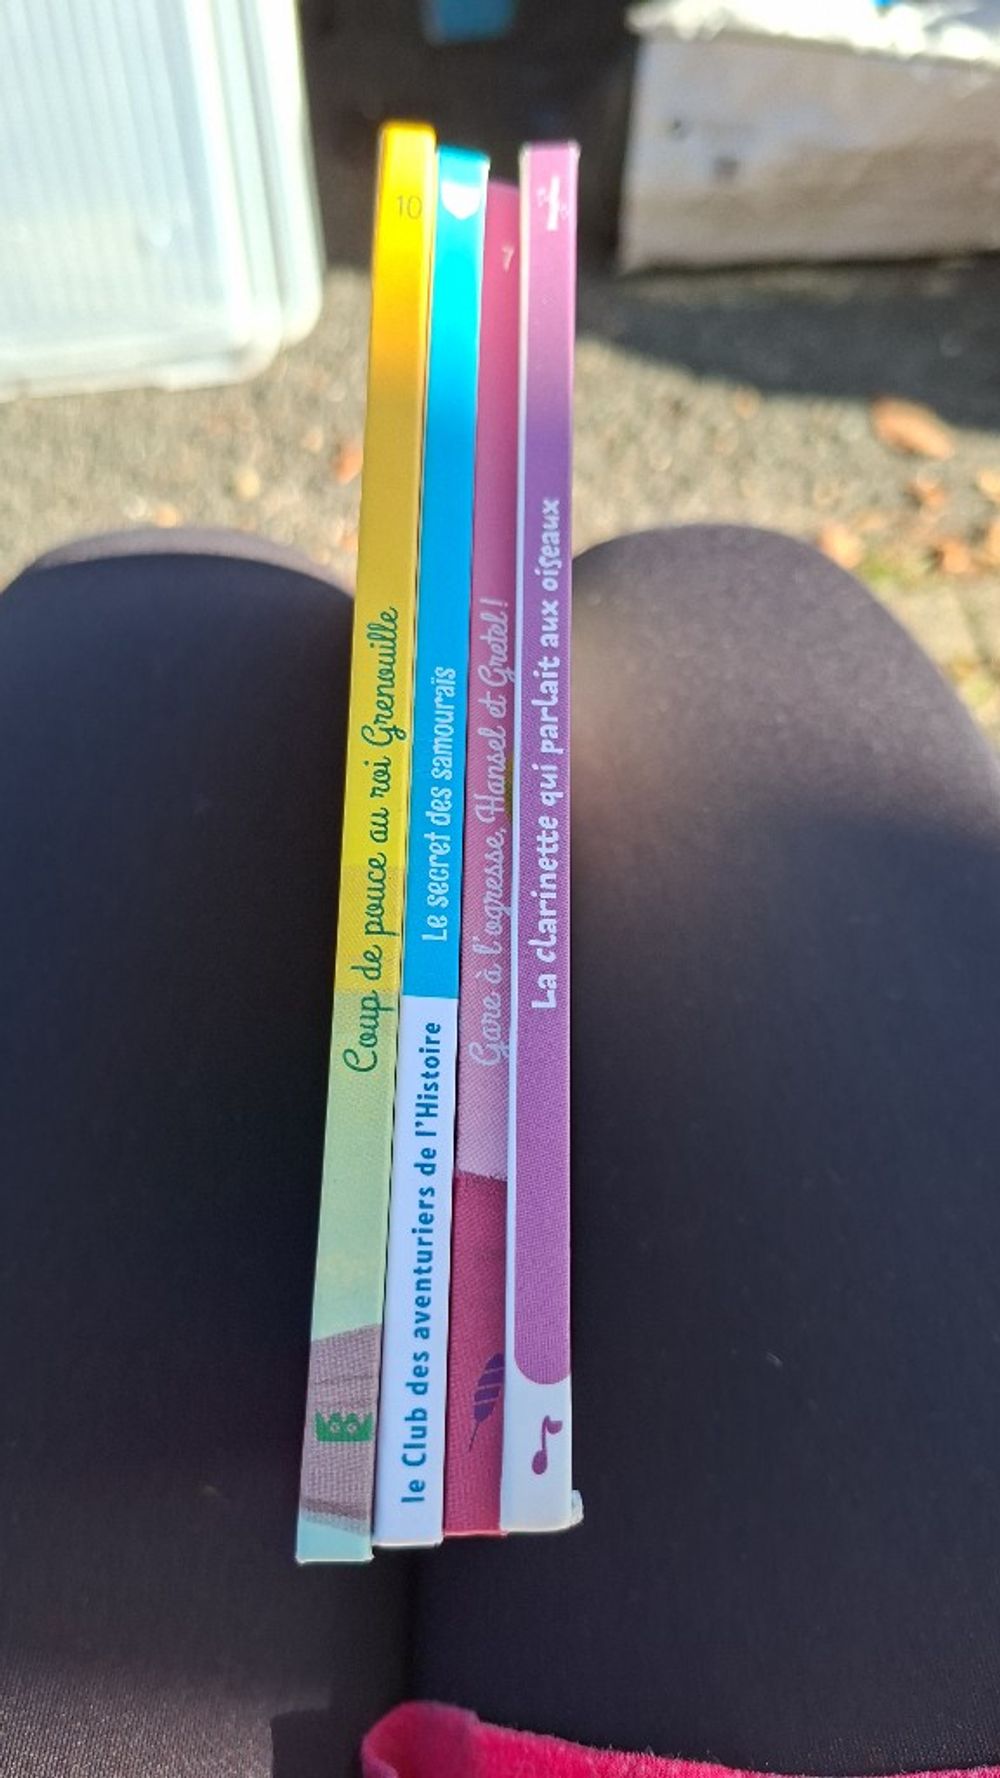 10
Coup de pouce au roi Grenouille
Le secret des samouraïs
le Club des aventuriers de l'Histoire
7
Gare à l'ogresse, Hansel et Gretel !
La clarinette qui parlait aux oiseaux